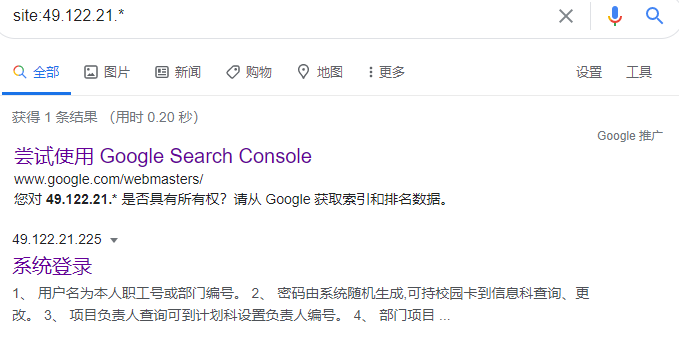 site:49.122.21.*
全部 图片 新闻 购物 地图 更多 设置 工具
获得 1 条结果 （用时 0.20 秒）
Google 推广
尝试使用 Google Search Console
www.google.com/webmasters/
您对 49.122.21.* 是否具有所有权？请从 Google 获取索引和排名数据。
49.122.21.225
系统登录
1、 用户名为本人职工号或部门编号。 2、 密码由系统随机生成,可持校园卡到信息科查询、更
改。 3、 项目负责人查询可到计划科设置负责人编号。 4、 部门项目 ...